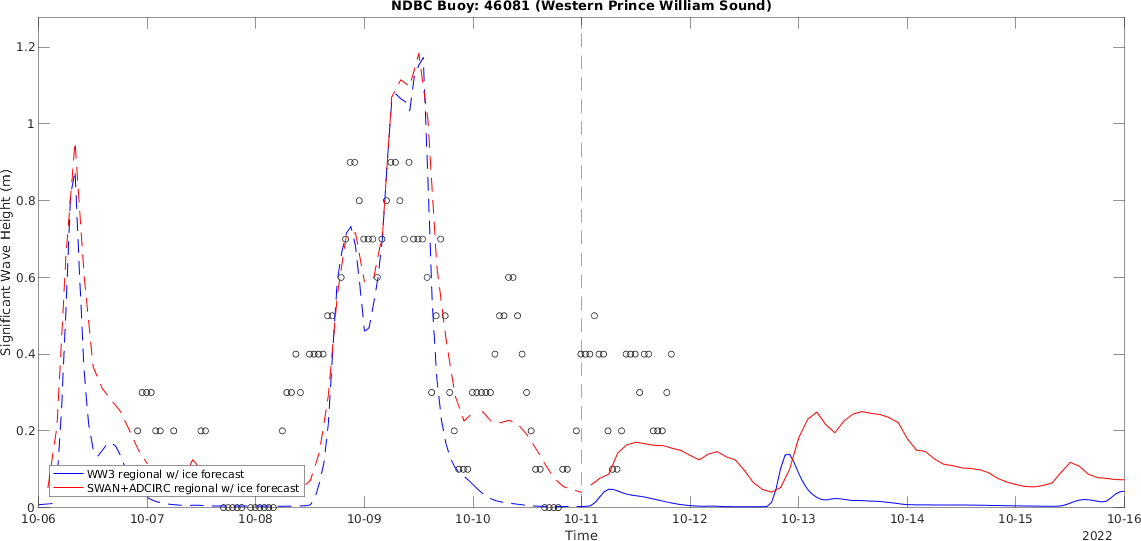 NDBC Buoy: 46081 (Western Prince William Sound)
Significant Wave Height (m)
1.2
1
0.8
0.6
0.4
0.2
0
WW3 regional w/ ice forecast
SWAN+ADCIRC regional w/ ice forecast
10-06 10-07 10-08 10-09 10-10 10-11 10-12 10-13 10-14 10-15 10-16
Time
2022